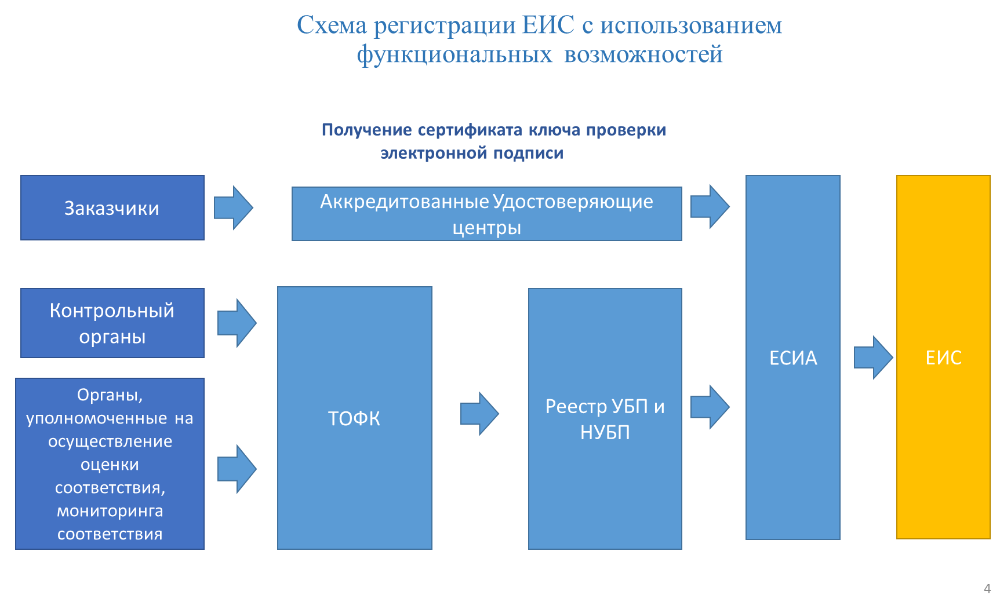 Схема регистрации ЕИС с использованием
функциональных возможностей
Получение сертификата ключа проверки
электронной подписи
Заказчики
Аккредитованные Удостоверяющие
центры
Контрольный
органы
Органы,
уполномоченные на
осуществление
оценки
соответствия,
мониторинга
соответствия
ТОФК
Реестр УБП и
НУБП
ЕСИА
ЕИС
4